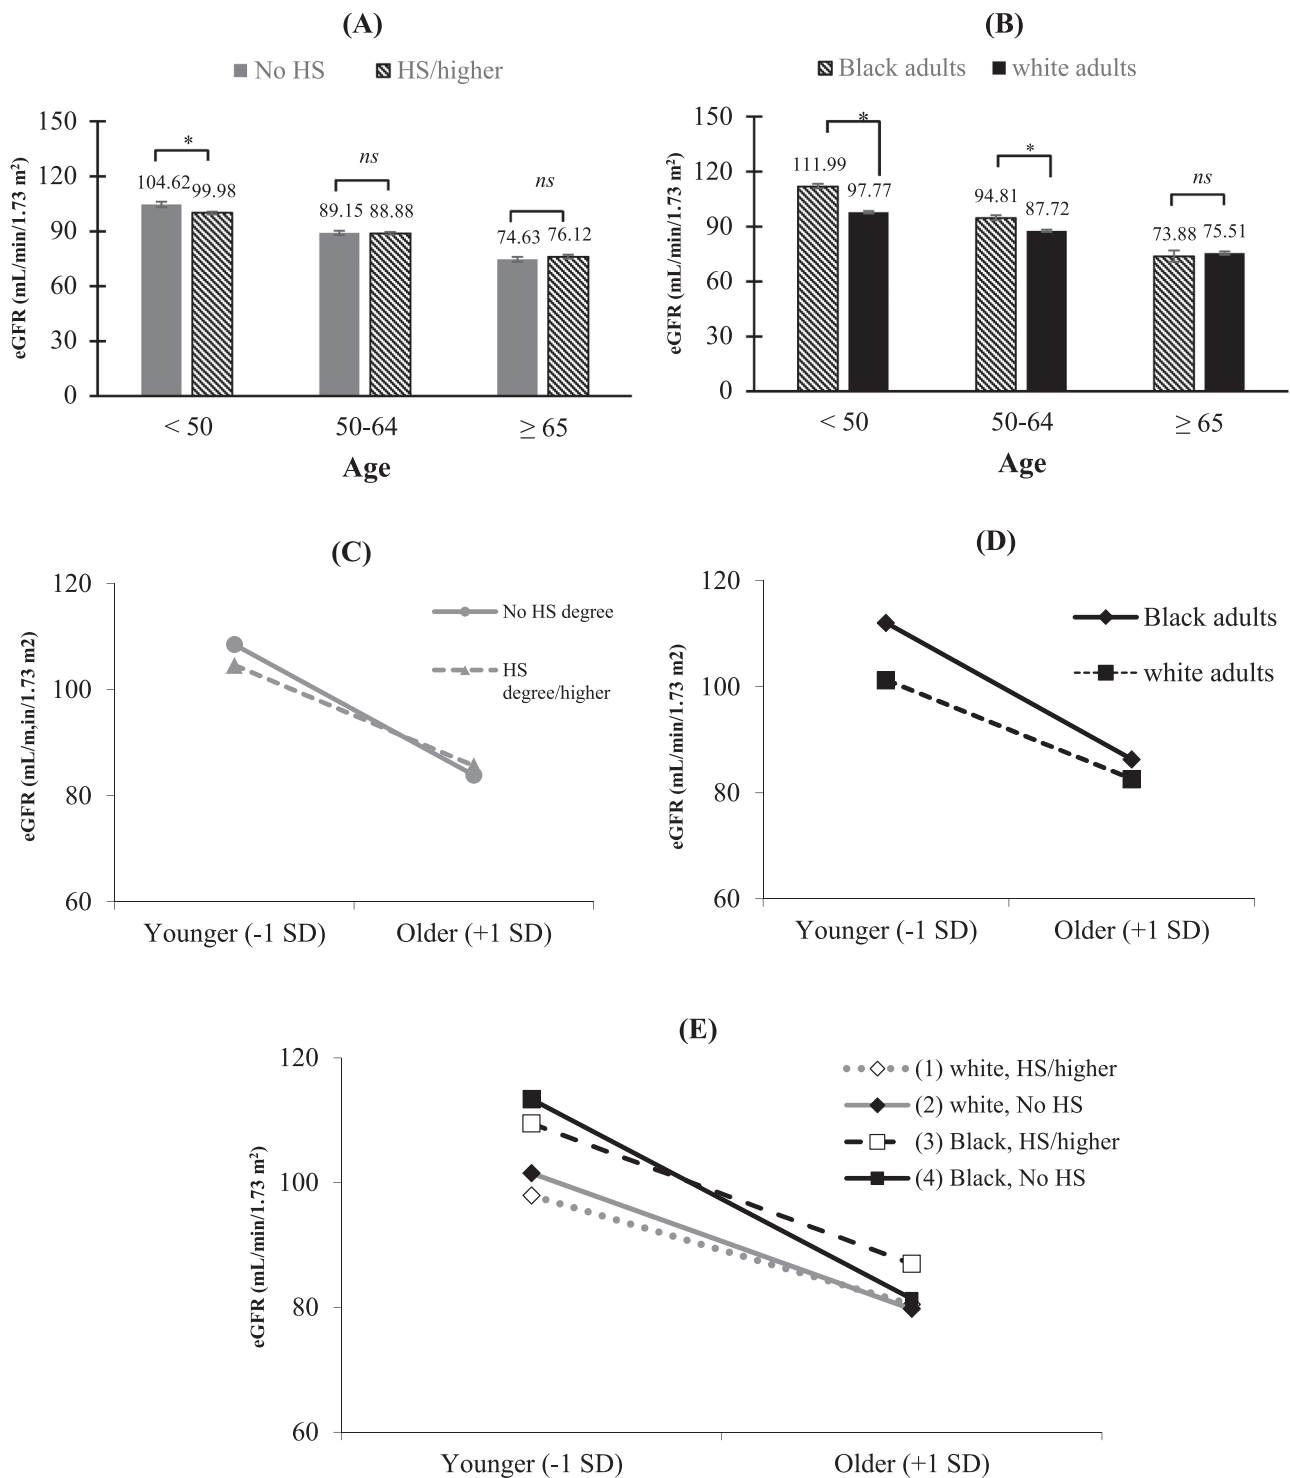 (A)
No HS
HS/higher
eGFR (mL/min/1.73 m²)
150
120
90
60
30
0
*
ns
ns
104.62
99.98
89.15
88.88
74.63
76.12
< 50
50-64
≥ 65
Age
(B)
Black adults
white adults
eGFR (mL/min/1.73 m²)
150
120
90
60
30
0
*
*
ns
111.99
97.77
94.81
87.72
73.88
75.51
< 50
50-64
≥ 65
Age
(C)
eGFR (mL/m,in/1.73 m2)
120
100
80
60
No HS degree
HS
degree/higher
Younger (-1 SD)
Older (+1 SD)
(D)
eGFR (mL/min/1.73 m2)
120
100
80
60
Black adults
white adults
Younger (-1 SD)
Older (+1 SD)
(E)
eGFR (mL/min/1.73 m²)
120
100
80
60
(1) white, HS/higher
(2) white, No HS
(3) Black, HS/higher
(4) Black, No HS
Younger (-1 SD)
Older (+1 SD)